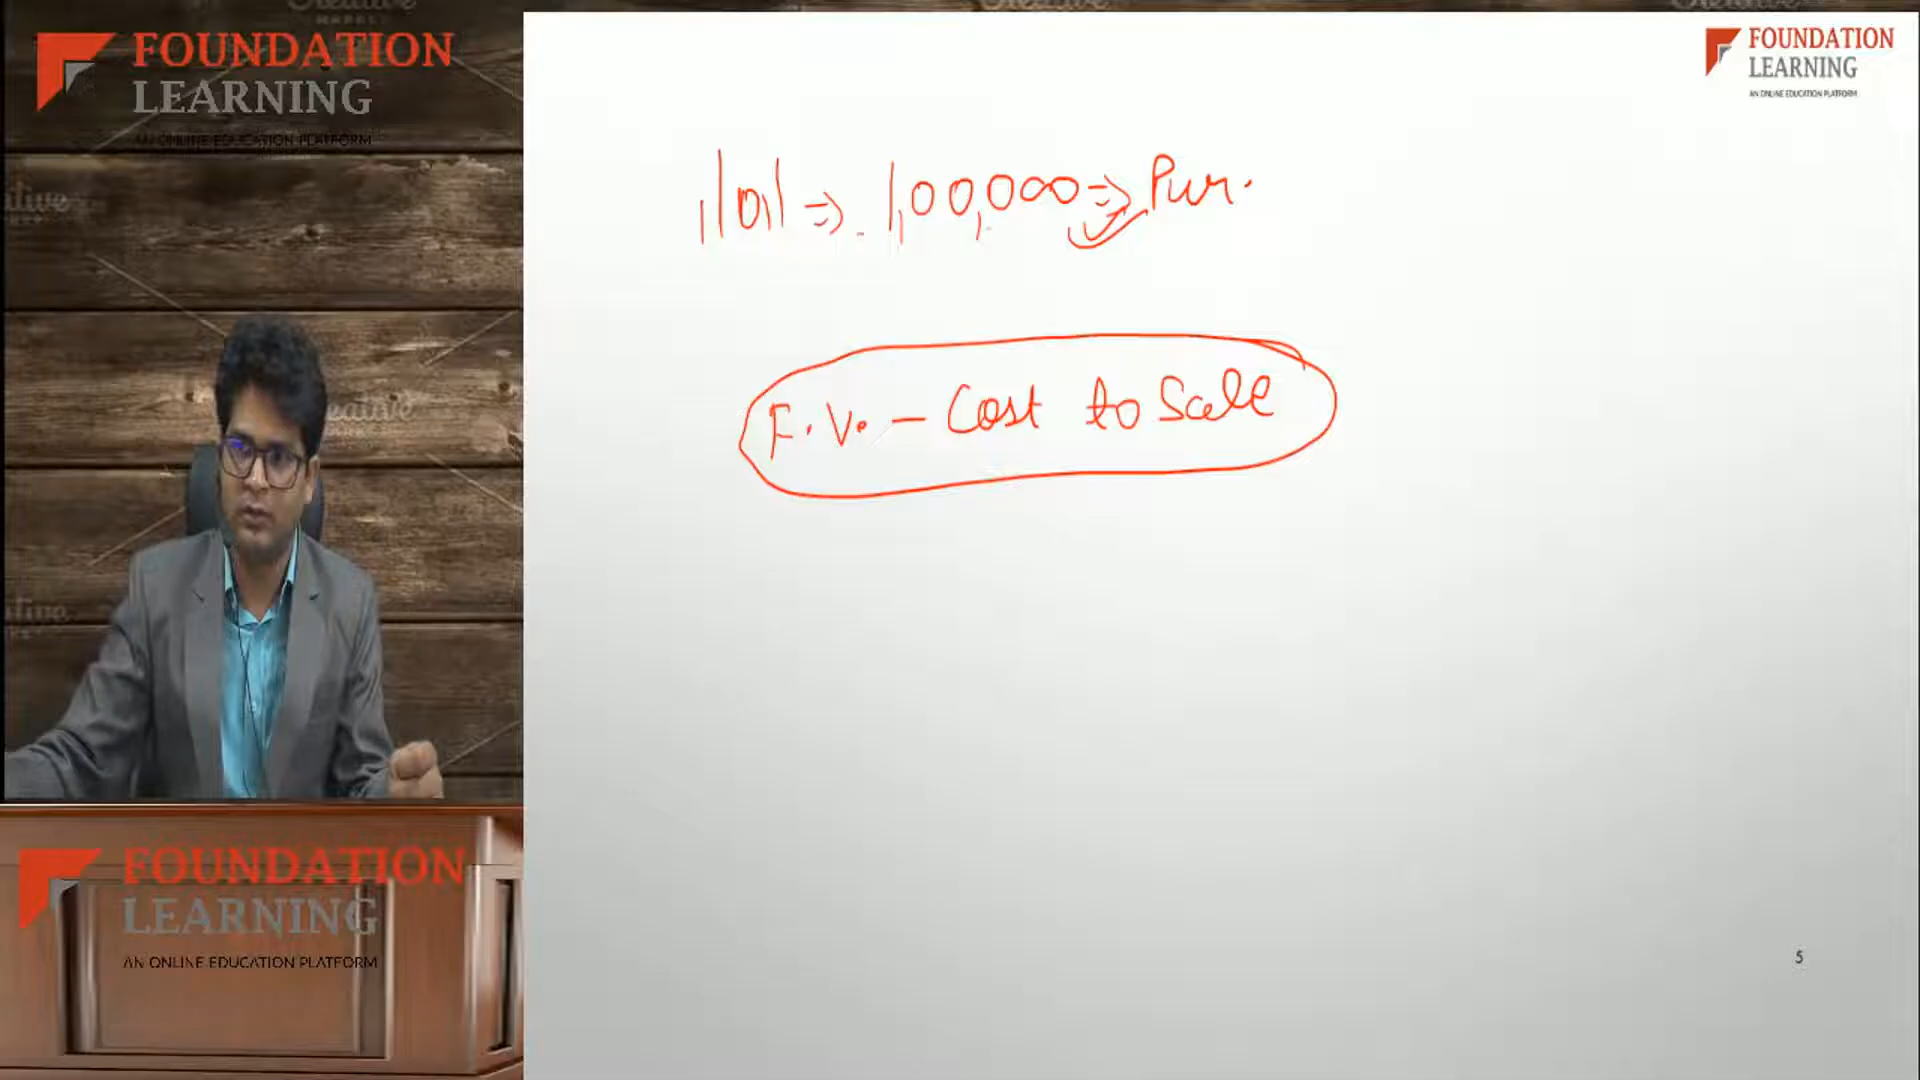 FOUNDATION
LEARNING
AN ONLINE EDUCATION PLATFORM
FOUNDATION
LEARNING
AN ONLINE EDUCATION PLATFORM
1/01 ⇒ 1,00,000 ⇒ Pur.
F.V. – Cost to Sale
FOUNDATION
LEARNING
AN ONLINE EDUCATION PLATFORM
5